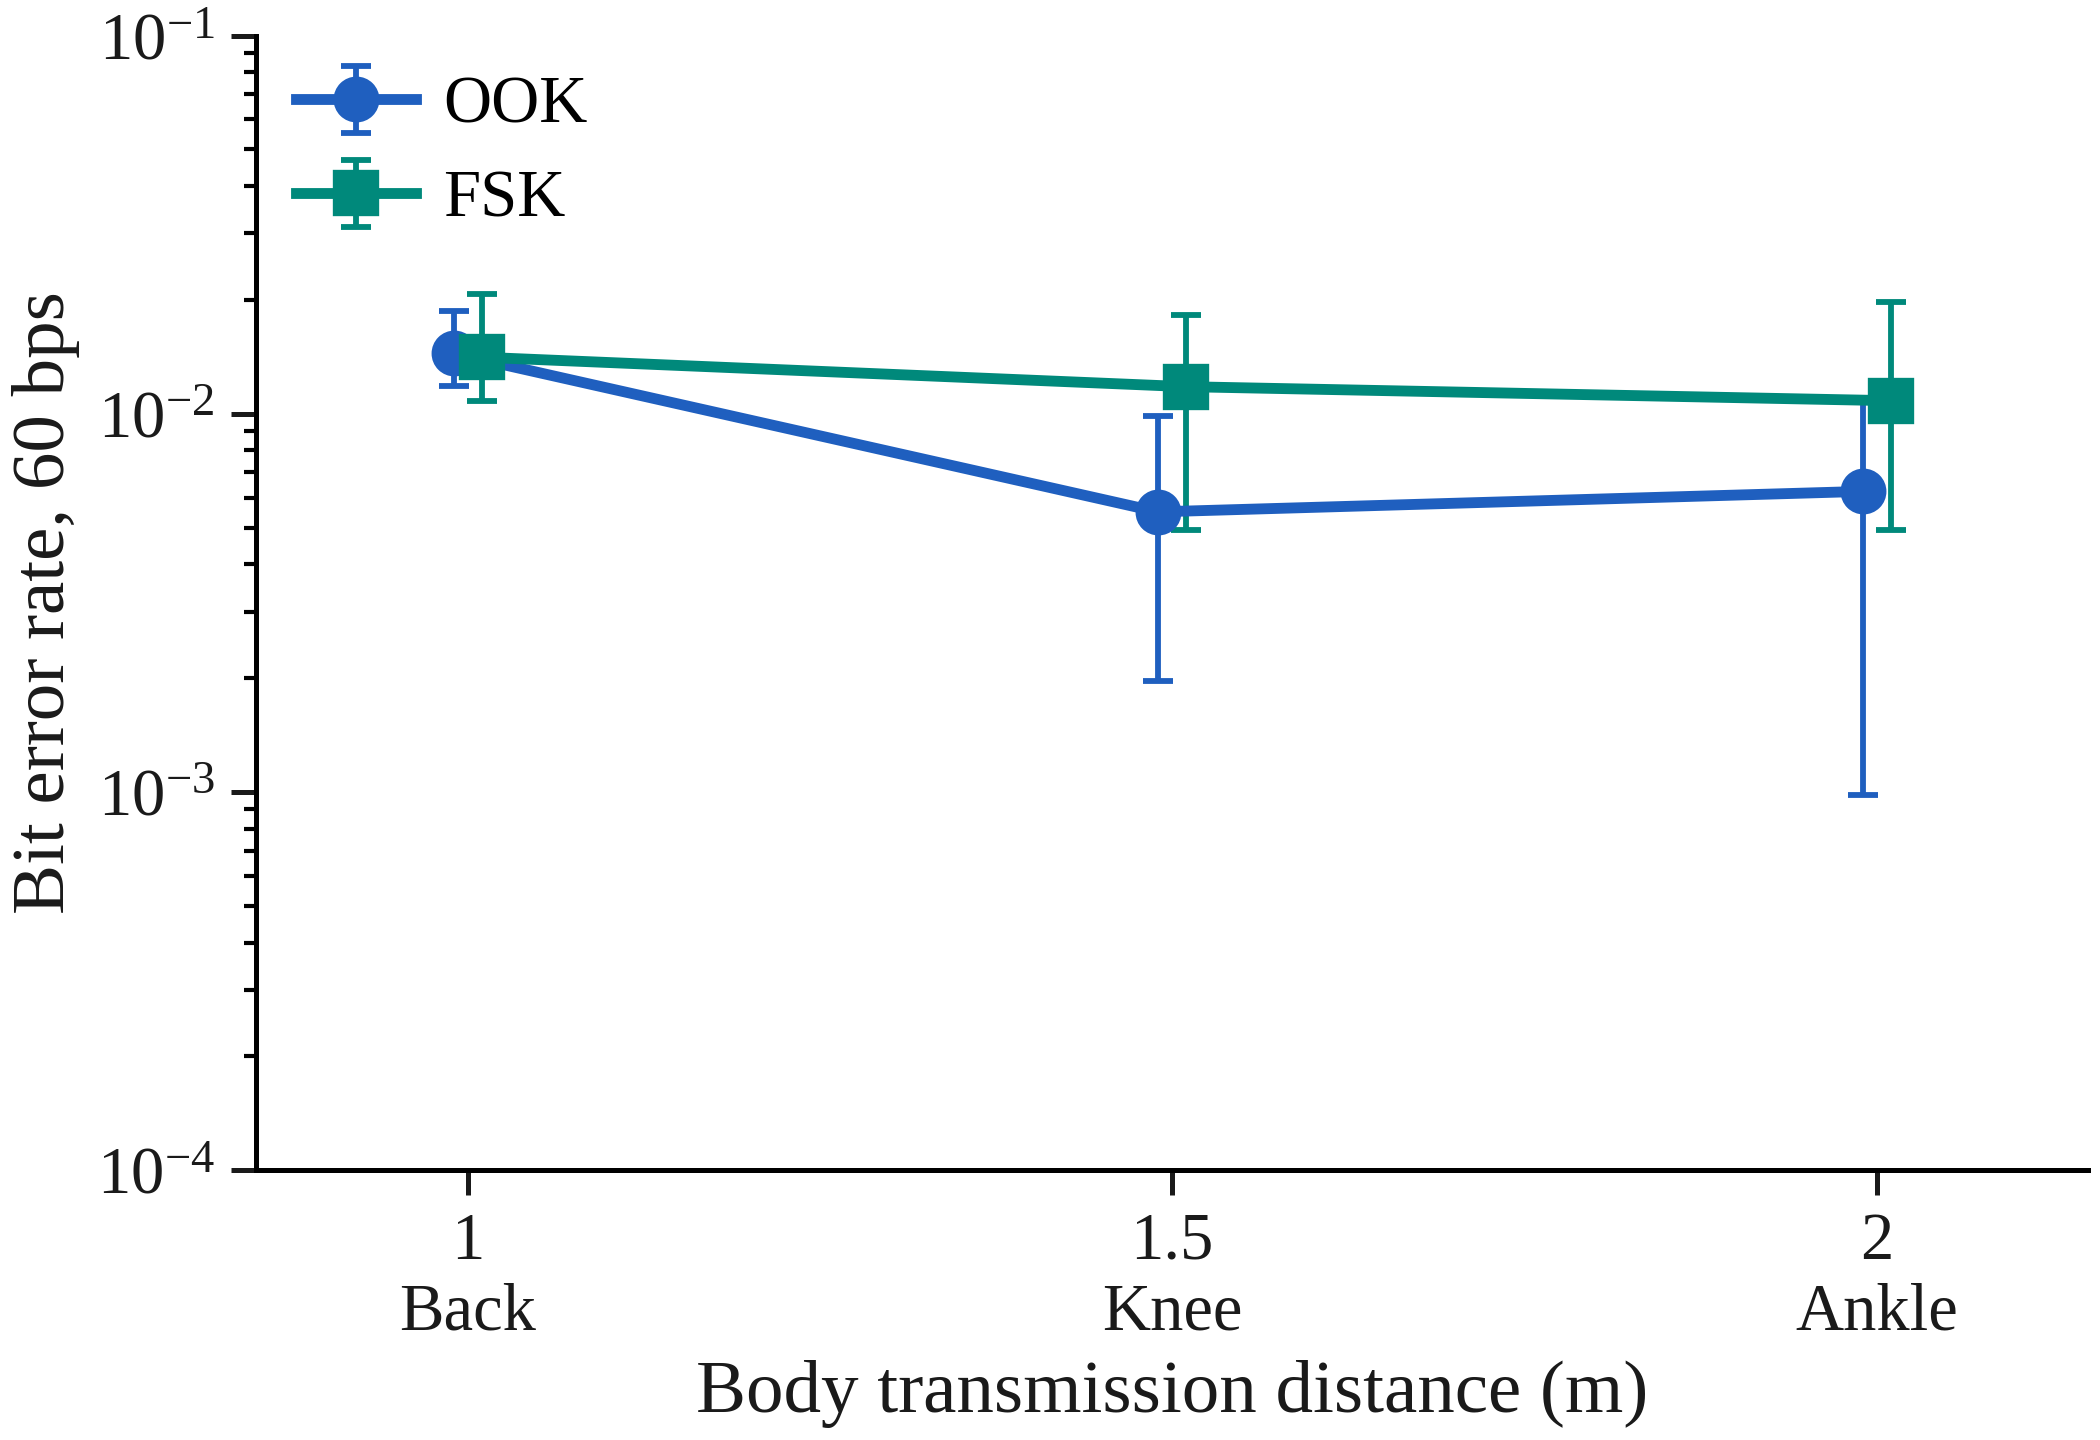 10⁻¹
OOK
FSK
10⁻²
10⁻³
10⁻⁴
Bit error rate, 60 bps
1
1.5
2
Back
Knee
Ankle
Body transmission distance (m)